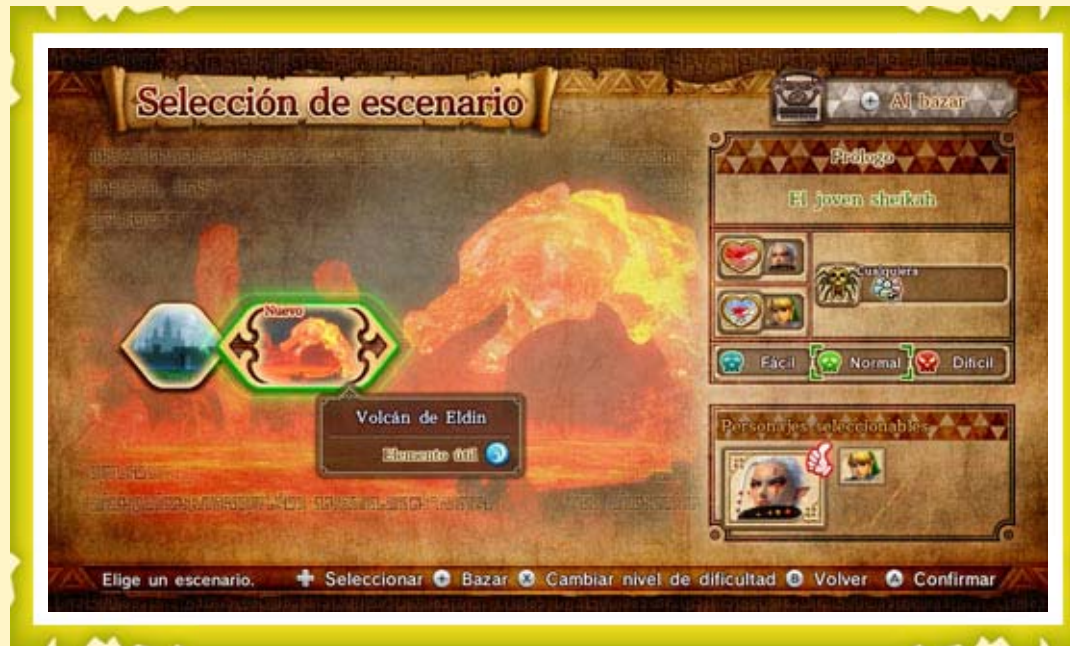 Selección de escenario
Al bazar
Prólogo
El joven sheikah
Cualquiera
Fácil
Normal
Difícil
Nuevo
Volcán de Eldin
Elemento útil
Personajes seleccionables
Elige un escenario.
Seleccionar
Bazar
Cambiar nivel de dificultad
Volver
Confirmar